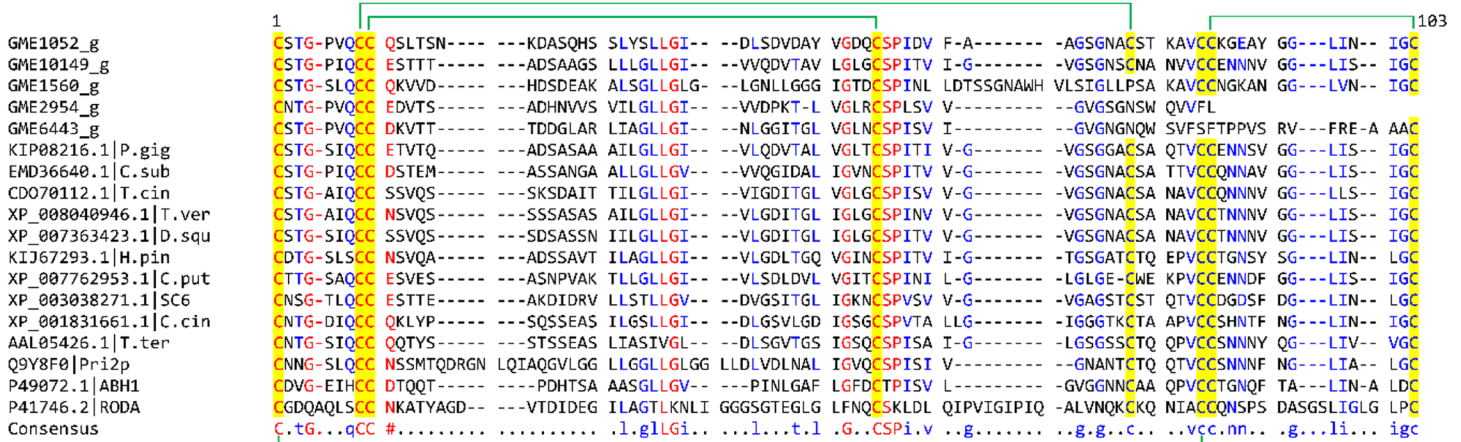 1 103
GME1052_g CSTG-PVQCC QSLTSN---- ---KDASQHS SLYSLLGI-- --DLSDVDAY VGDQCSPIDV F-A------- --AGSGNACST KAVCCKGEAY GG---LIN-- IGC
GME10149_g CSTG-PIQCC ESTTT----- ---ADSAAGS LLLGLLGI-- --VVQDVTAV LGLGCSPITV I-G------- --VGSGNSCN ANVCCENNNVG GG---LIS-- IGC
GME1560_g CSTG-SLQCC QKVVD----- ---HDSDEAK ALSGLLGLG- --LGNLLGGG IGTDCSPINL LDTSSGNAWH VLSIGLLPSA KAVCCNGKAN GG---LVN-- IGC
GME2954_g CNTG-PVQCC EDVTS----- ---ADHNVVS VILGLLGI-- --VVDPKT-L VGLRCSPLSV V--------- --GVGSGNSW QVVFL
GME6443_g CSTG-PVQCC DKVTT----- ---TDDGLAR LIAGLLGI-- --NLGGITGL VGLNCSPISV I--------- --GVGNGNQW SVFSFTPPVS RV---FRE-A AAC
KIP08216.1|P.gig CSTG-SIQCC ETVTQ----- ---ADSASAA AILGLLGI-- --VLQDVTAL VGLTCSPITI V-G------- --VGSGGACSA QTVCCENNSV GG---LIS-- IGC
EMD36640.1|C.sub CSTG-PIQCC DSTEM----- ---ASSANGA ALLGLLGV-- --VVQGIDAL IGVNCSPITV V-G------- --VGSGNACSA TTVCCQNNAV GG---LIS-- IGC
CDO70112.1|T.cin CSTG-AIQCC SSVQS----- ---SKSDAIT TILGLLGI-- --VIGDITGL VGLTCSPITV V-G------- --VGSGNACSA NAVCCQNNNV GG---LLS-- IGC
XP_008040946.1|T.ver CSTG-AIQCC NSVQS----- ---SSSASAS AILGLLGI-- --VLGDITGL IGLGCSPITV V-G------- --VGSGNACSA NAVCCTNNNV GG---LIS-- IGC
XP_007363423.1|D.squ CSTG-SIQCC SSVQS----- ---SDSASSN IILGLLGI-- --VLGDITGL IGLGCSPITV V-G------- --VGSGNACSA NAVCCTNNNV GG---LIS-- IGC
KIJ67293.1|H.pin CDTG-SLSCC NSVQA----- ---ADSSAVT ILAGLLGI-- --VLGDLTGQ VGINCSPITV V-G------- --TGSGATCTQ EPVCCTGNSY SG---LIN-- LGC
XP_007762953.1|C.put CTTG-SAQCC ESVES----- ---ASNPVAK TLLGLLGI-- --VLSDLDVL VGITCSPINI L-G------- --LGLGE-CWE KPVCCENNDF GG---LIS-- IGC
XP_003038271.1|SC6 CNSG-TLQCC ESTTE----- ---AKDIDRV LLSTLLGV-- --DVGSITGL IGKNCSPVSV V-G------- --VGAGSTCST QTVCCDGDSF DG---LIN-- LGC
XP_001831661.1|C.cin CNTG-DIQCC QKLYP----- ---SQSSEAS ILGSLLGI-- --DLGSVLGD IGSGCSPVTA LLG------- --IGGGTKCTA APVCCSHNTF NG---LIN-- IGC
AAL05426.1|T.ter CNTG-SIQCC QQTYS----- ---STSSEAS LIASIVGL-- --DLSGVTGS IGMQCSPISA I-G------- --LGSGSSCTQ QPVCCTNNQV GG---LIV-- VGC
Q9Y8F0|Pri2p CNNG-SLQCC NSSMTQDRGN LQIAQGVLGG LLGGLLGLGG LLDLVDLNAL IGVQCSPISI V--------- --GNANTCTQ QTVCCSNNNF NG---LIA-- LGC
P49072.1|ABH1 CDVG-EIHCC DTQQT----- ---PDHTSA AASGLLGV-- --PINLGAF LGFDCTPISV L--------- --GVGGNNCAA QPVCCTGNQF TA---LIN-A LDC
P41746.2|RODA CGDQAQLSCC NKATYAGD-- ---VTDIDEG ILAGTLKNLI GGGSGTEGLG LFNQCSKLDL QIPVIGIPIQ -ALVNQKCKQ NIACCQNSPS DASGSLIGLG LPC
Consensus C.tG...qCC #......... .......... .l.glLGi.. ..l...t.l .G..CSPi.v ..g....... ...g.g..c. ..vcc.nn.. .g...li... igc